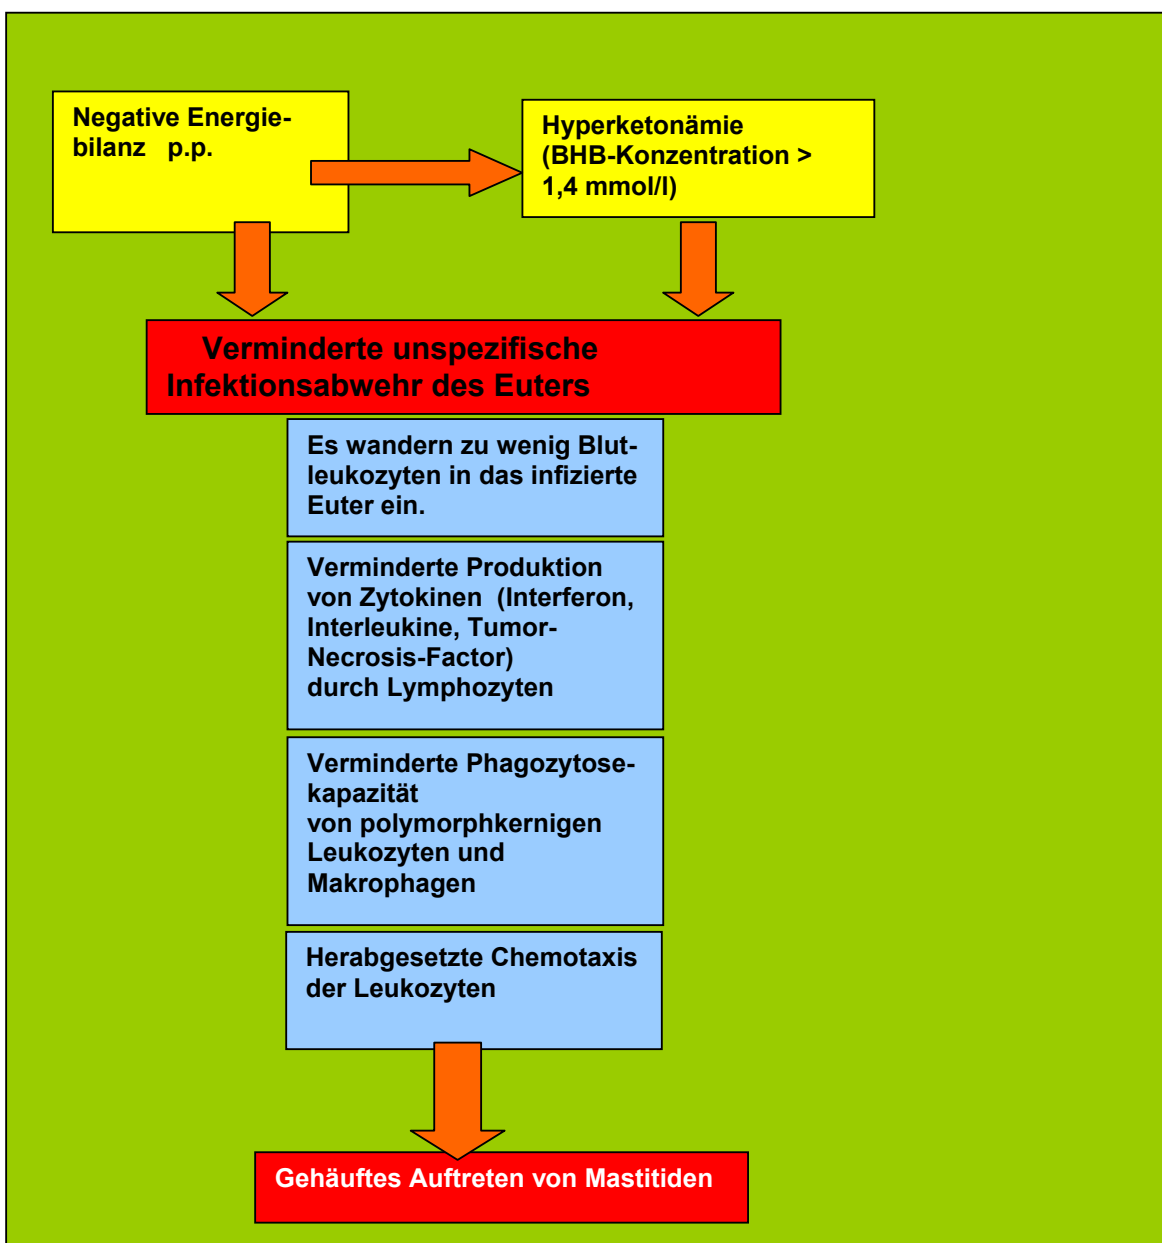 Negative Energie-
bilanz p.p.
Hyperketonämie
(BHB-Konzentration >
1,4 mmol/l)
Verminderte unspezifische
Infektionsabwehr des Euters
Es wandern zu wenig Blut-
leukozyten in das infizierte
Euter ein.
Verminderte Produktion
von Zytokinen (Interferon,
Interleukine, Tumor-
Necrosis-Factor)
durch Lymphozyten
Verminderte Phagozytose-
kapazität
von polymorphkernigen
Leukozyten und
Makrophagen
Herabgesetzte Chemotaxis
der Leukozyten
Gehäuftes Auftreten von Mastitiden